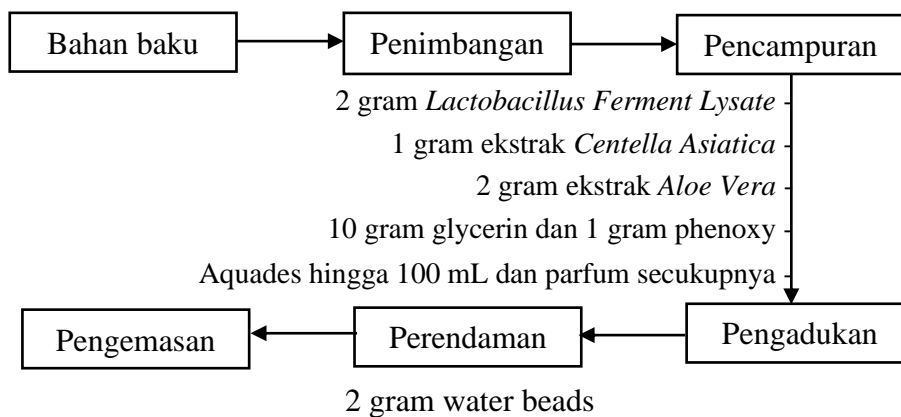 Bahan baku
Penimbangan
Pencampuran
2 gram Lactobacillus Ferment Lysate
1 gram ekstrak Centella Asiatica
2 gram ekstrak Aloe Vera
10 gram glycerin dan 1 gram phenoxy
Aquades hingga 100 mL dan parfum secukupnya
Pengadukan
Perendaman
Pengemasan
2 gram water beads